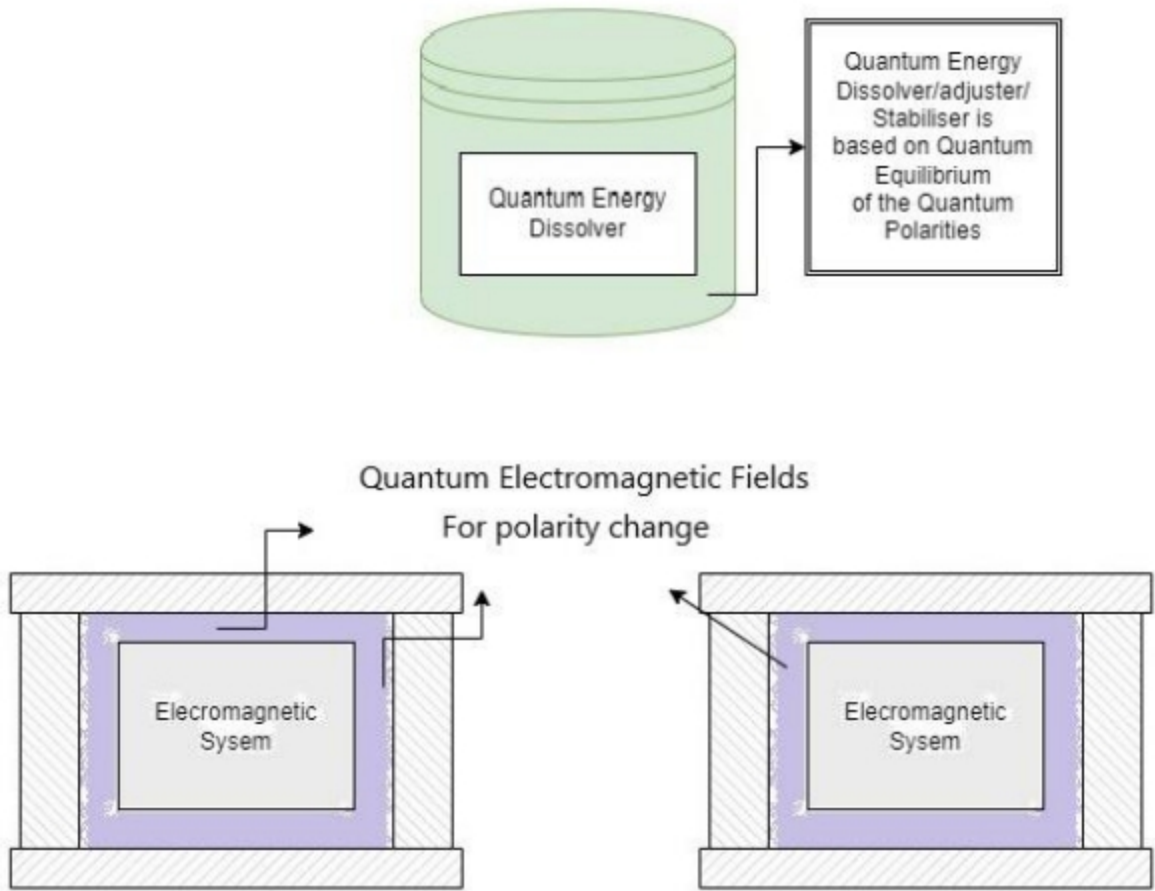 Quantum Energy
Dissolver
Quantum Energy
Dissolver/adjuster/
Stabiliser is
based on Quantum
Equilibrium
of the Quantum
Polarities
Quantum Electromagnetic Fields
For polarity change
Elecromagnetic
Sysem
Elecromagnetic
Sysem